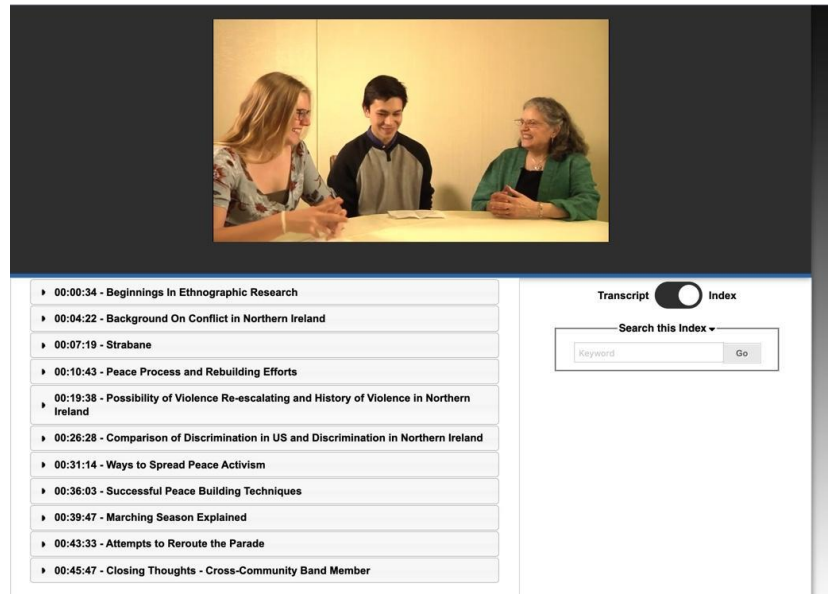 00:00:34 - Beginnings In Ethnographic Research
00:04:22 - Background On Conflict in Northern Ireland
00:07:19 - Strabane
00:10:43 - Peace Process and Rebuilding Efforts
00:19:38 - Possibility of Violence Re-escalating and History of Violence in Northern
Ireland
00:26:28 - Comparison of Discrimination in US and Discrimination in Northern Ireland
00:31:14 - Ways to Spread Peace Activism
00:36:03 - Successful Peace Building Techniques
00:39:47 - Marching Season Explained
00:43:33 - Attempts to Reroute the Parade
00:45:47 - Closing Thoughts - Cross-Community Band Member
Transcript Index
Search this Index
Keyword Go